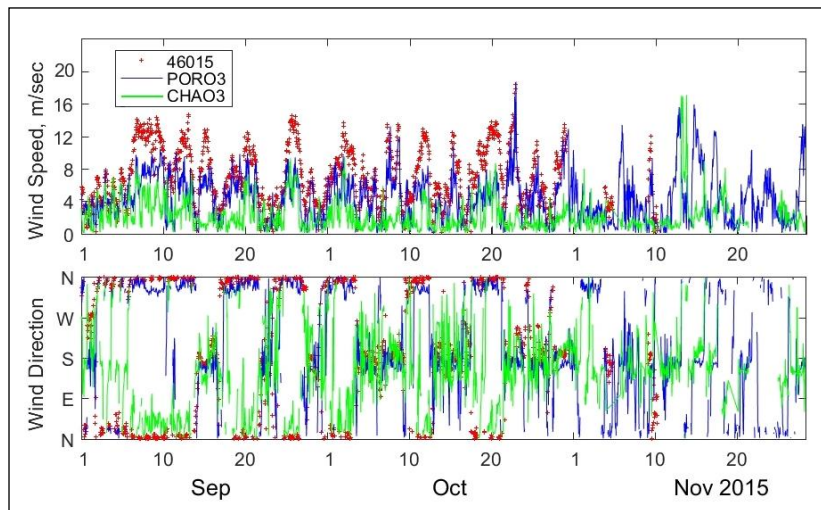 46015
PORO3
CHAO3
Wind Speed, m/sec
20
16
12
8
4
0
1 10 20 1 10 20 1 10 20
Wind Direction
N
W
S
E
N
1 10 20 1 10 20 1 10 20
Sep Oct Nov 2015